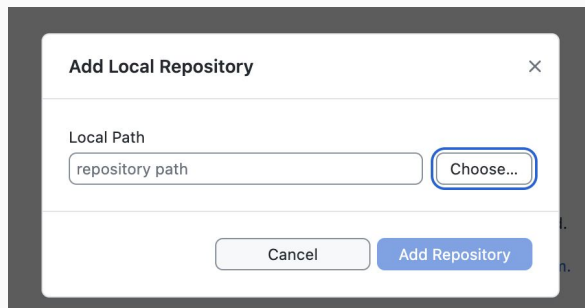 Add Local Repository
Local Path
repository path
Choose...
l.
Cancel
Add Repository
n.